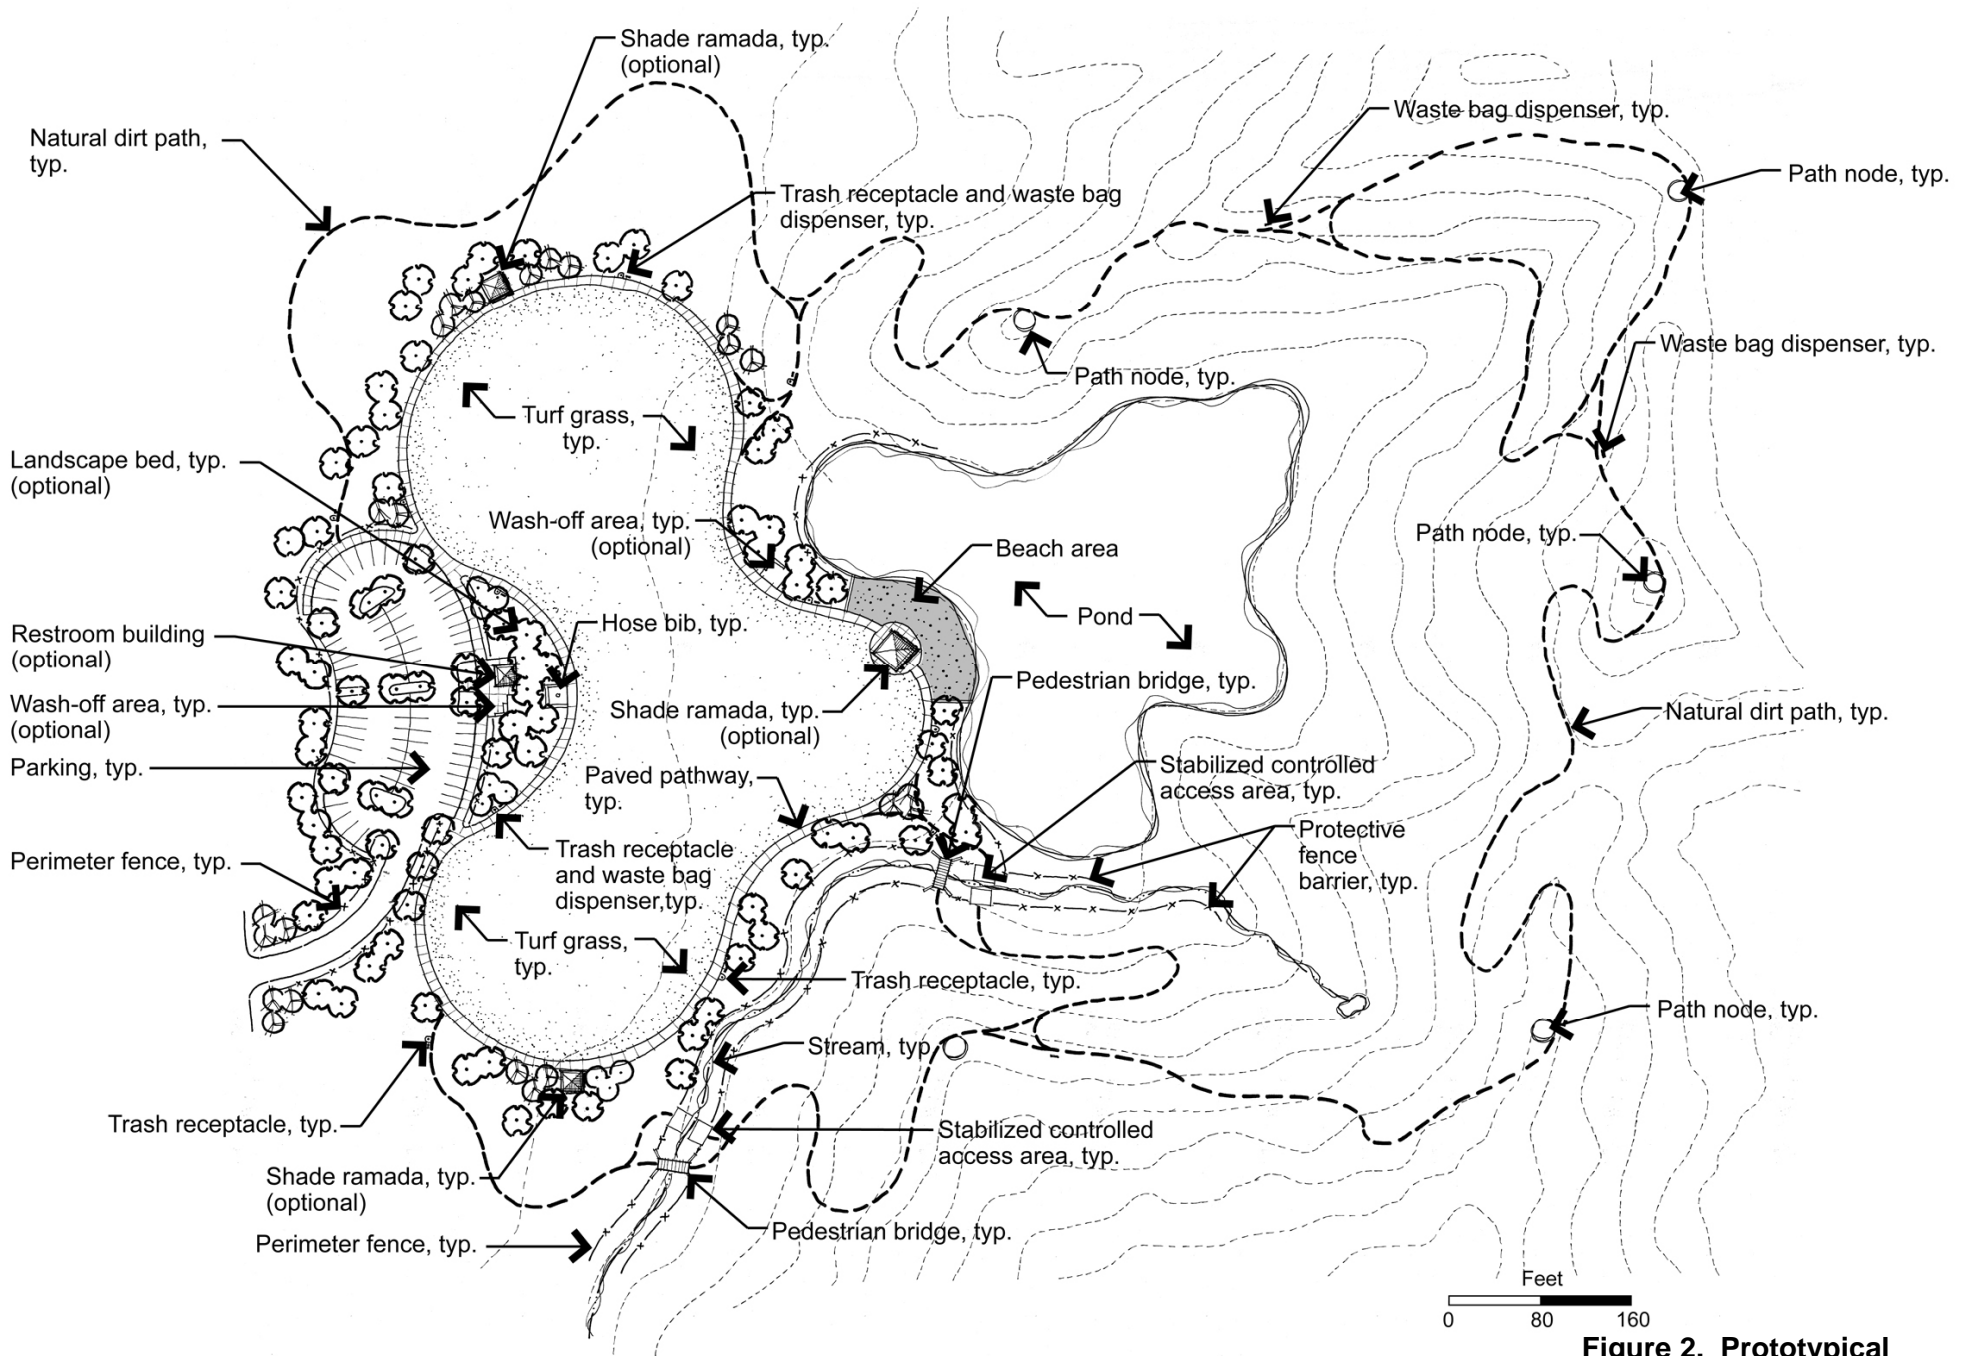 Shade ramada, typ.
(optional)
Waste bag dispenser, typ.
Natural dirt path,
typ.
Path node, typ.
Trash receptacle and waste bag
dispenser, typ.
Waste bag dispenser, typ.
Path node, typ.
Turf grass,
typ.
Landscape bed, typ.
(optional)
Wash-off area, typ.
(optional)
Path node, typ.
Beach area
Pond
Hose bib, typ.
Restroom building
(optional)
Pedestrian bridge, typ.
Wash-off area, typ.
(optional)
Shade ramada, typ.
(optional)
Natural dirt path, typ.
Parking, typ.
Paved pathway,
typ.
Stabilized controlled
access area, typ.
Protective
fence
barrier, typ.
Perimeter fence, typ.
Trash receptacle
and waste bag
dispenser,typ.
Turf grass,
typ.
Trash receptacle, typ.
Path node, typ.
Stream, typ
Trash receptacle, typ.
Stabilized controlled
access area, typ.
Shade ramada, typ.
(optional)
Pedestrian bridge, typ.
Perimeter fence, typ.
Feet
0 80 160
Figure 2. Prototypical